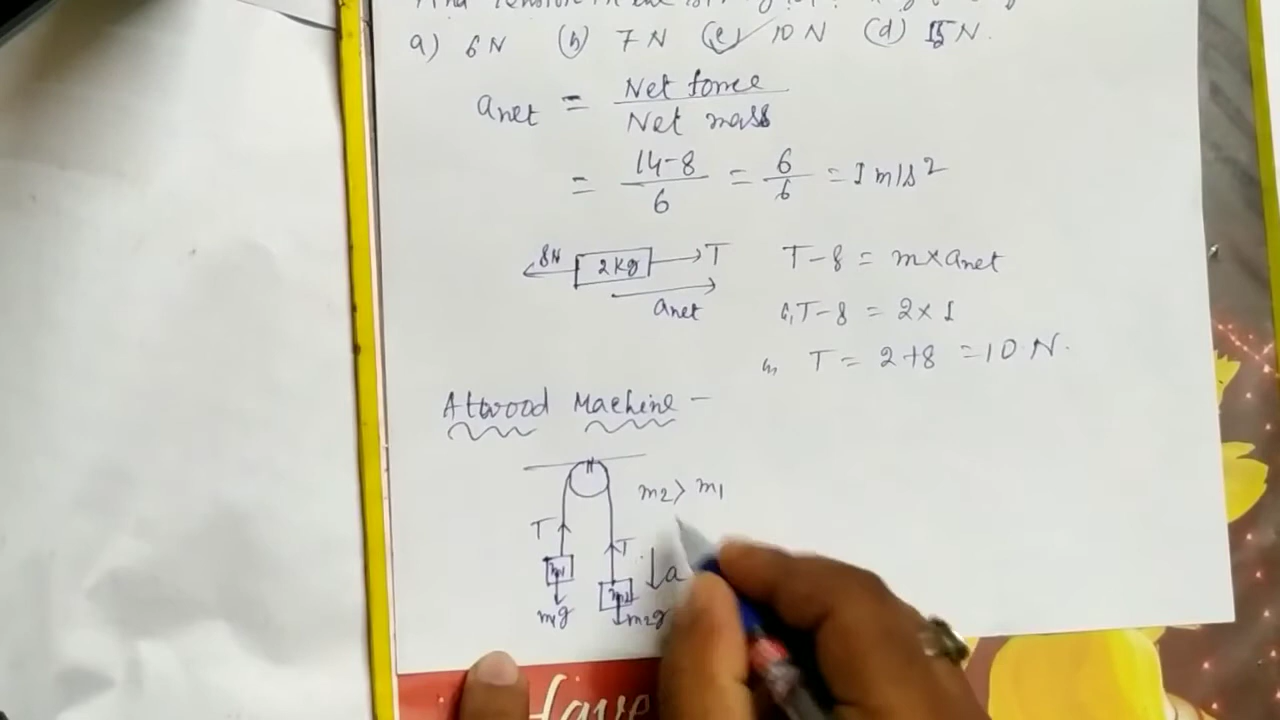 a) 6 N (b) 7 N (c) 10 N (d) 15 N.
anet = Net force / Net mass
= 14-8 / 6 = 6 / 6 = 1 m/s²
8N 2kg T T-8 = m×anet
anet T-8 = 2×1
T = 2+8 = 10 N.
Atwood Machine -
m2> m1
T T a
m1 m2
m1g m2g
Have